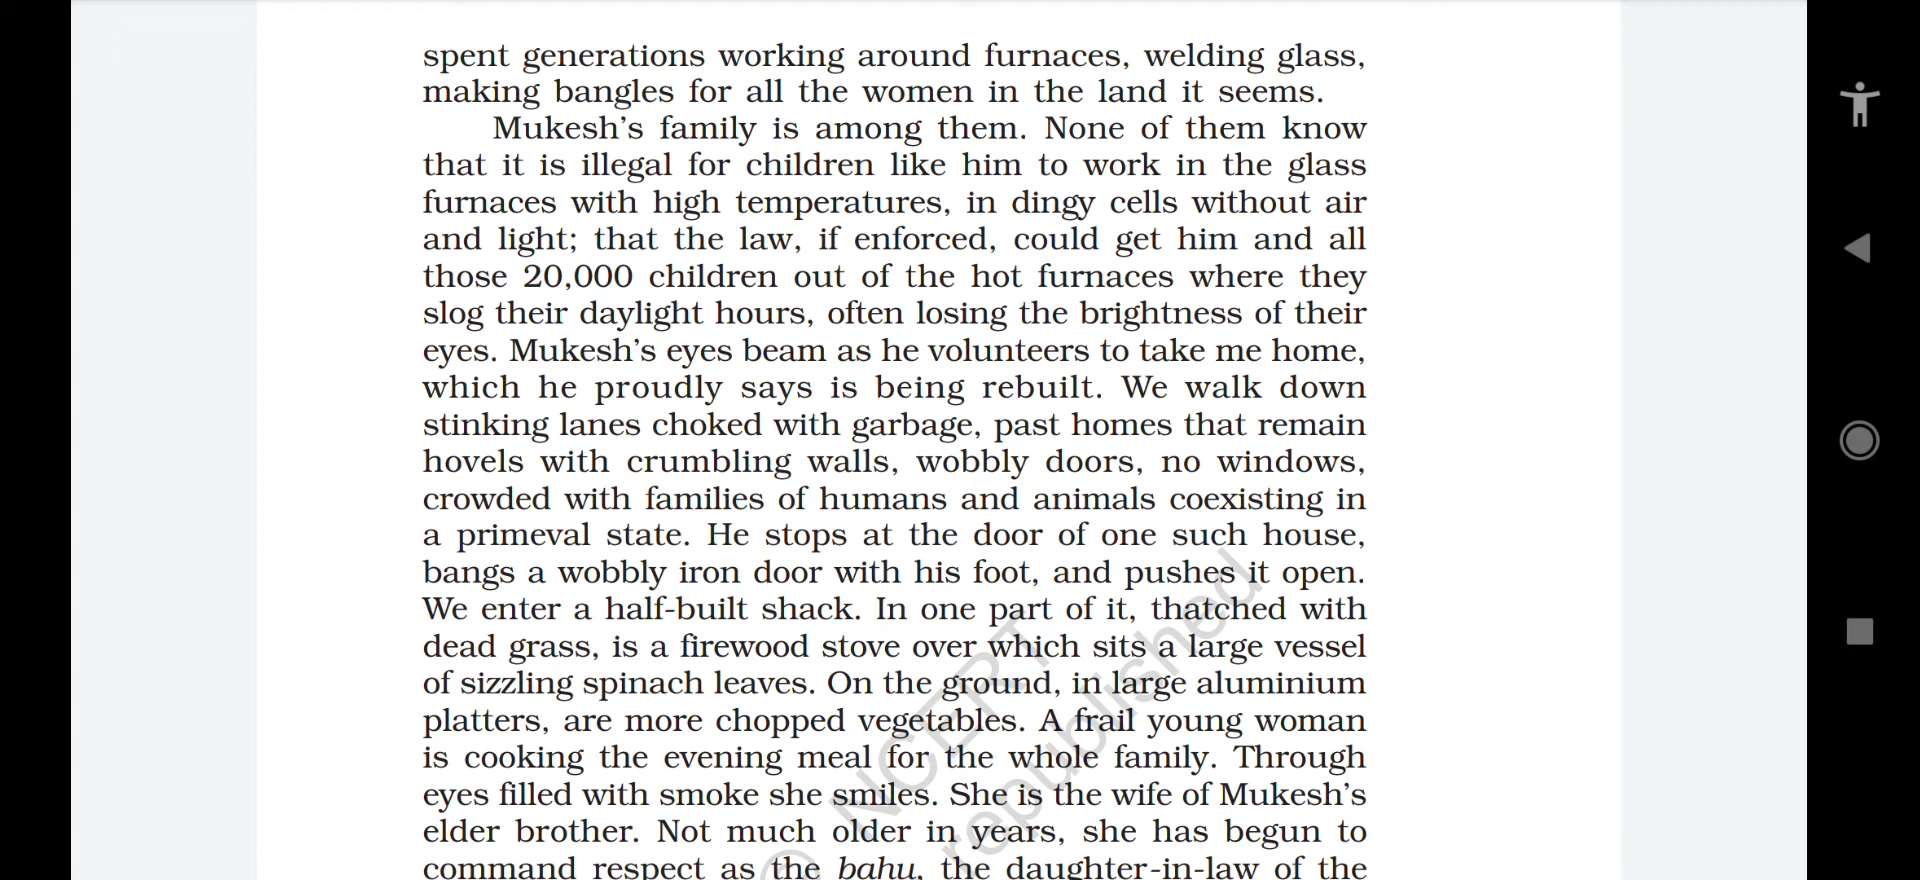 spent generations working around furnaces, welding glass,
making bangles for all the women in the land it seems.
Mukesh’s family is among them. None of them know
that it is illegal for children like him to work in the glass
furnaces with high temperatures, in dingy cells without air
and light; that the law, if enforced, could get him and all
those 20,000 children out of the hot furnaces where they
slog their daylight hours, often losing the brightness of their
eyes. Mukesh’s eyes beam as he volunteers to take me home,
which he proudly says is being rebuilt. We walk down
stinking lanes choked with garbage, past homes that remain
hovels with crumbling walls, wobbly doors, no windows,
crowded with families of humans and animals coexisting in
a primeval state. He stops at the door of one such house,
bangs a wobbly iron door with his foot, and pushes it open.
We enter a half-built shack. In one part of it, thatched with
dead grass, is a firewood stove over which sits a large vessel
of sizzling spinach leaves. On the ground, in large aluminium
platters, are more chopped vegetables. A frail young woman
is cooking the evening meal for the whole family. Through
eyes filled with smoke she smiles. She is the wife of Mukesh’s
elder brother. Not much older in years, she has begun to
command respect as the bahu, the daughter-in-law of the
© NCERT
republished